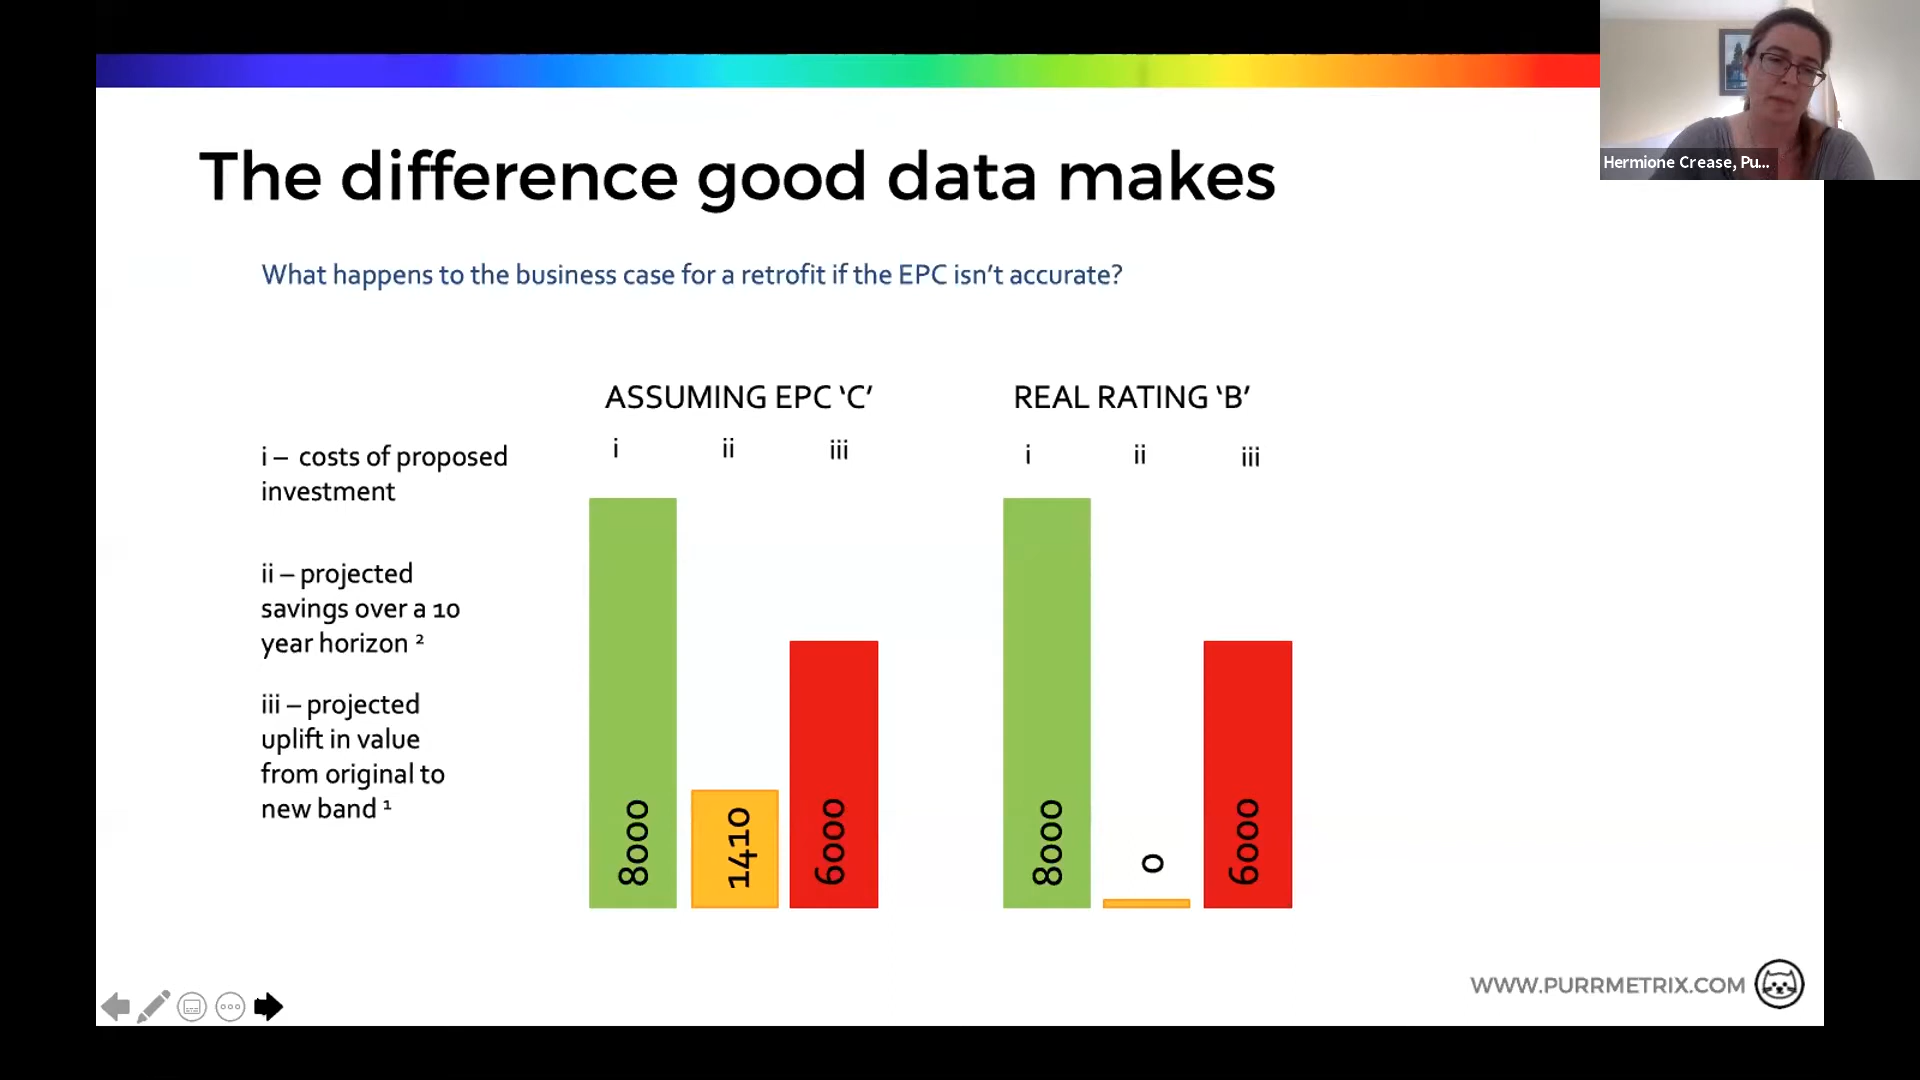 Hermione Crease, Pu...
The difference good data makes
What happens to the business case for a retrofit if the EPC isn’t accurate?
ASSUMING EPC ‘C’
REAL RATING ‘B’
i ii iii
i ii iii
i – costs of proposed
investment
ii – projected
savings over a 10
year horizon ²
iii – projected
uplift in value
from original to
new band ¹
8000
1410
6000
8000
0
6000
WWW.PURRMETRIX.COM